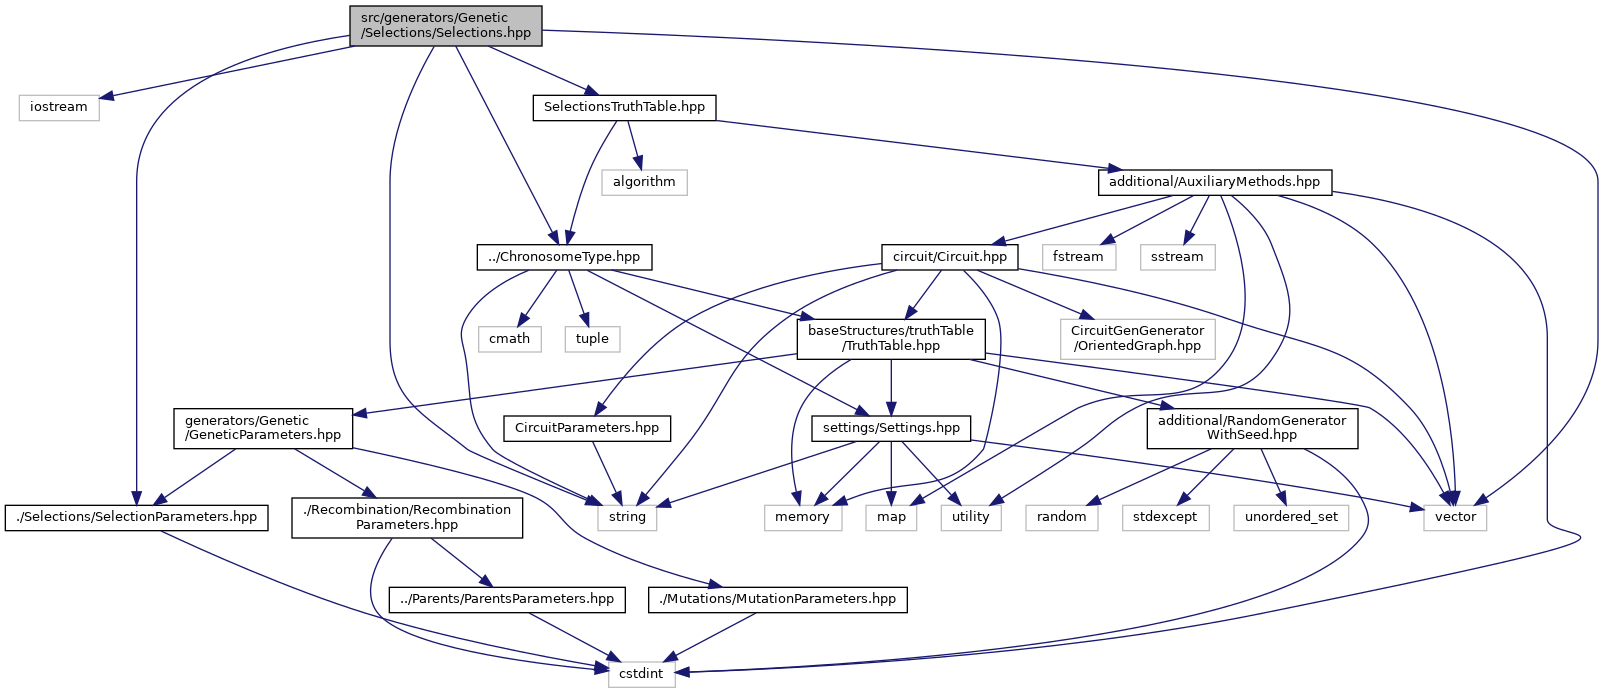 src/generators/Genetic
/Selections/Selections.hpp
iostream
SelectionsTruthTable.hpp
algorithm
additional/AuxiliaryMethods.hpp
../ChronosomeType.hpp
circuit/Circuit.hpp
fstream
sstream
cmath
tuple
baseStructures/truthTable
/TruthTable.hpp
CircuitGenGenerator
/OrientedGraph.hpp
generators/Genetic
/GeneticParameters.hpp
CircuitParameters.hpp
settings/Settings.hpp
additional/RandomGenerator
WithSeed.hpp
./Selections/SelectionParameters.hpp
./Recombination/Recombination
Parameters.hpp
string
memory
map
utility
random
stdexcept
unordered_set
vector
../Parents/ParentsParameters.hpp
./Mutations/MutationParameters.hpp
cstdint